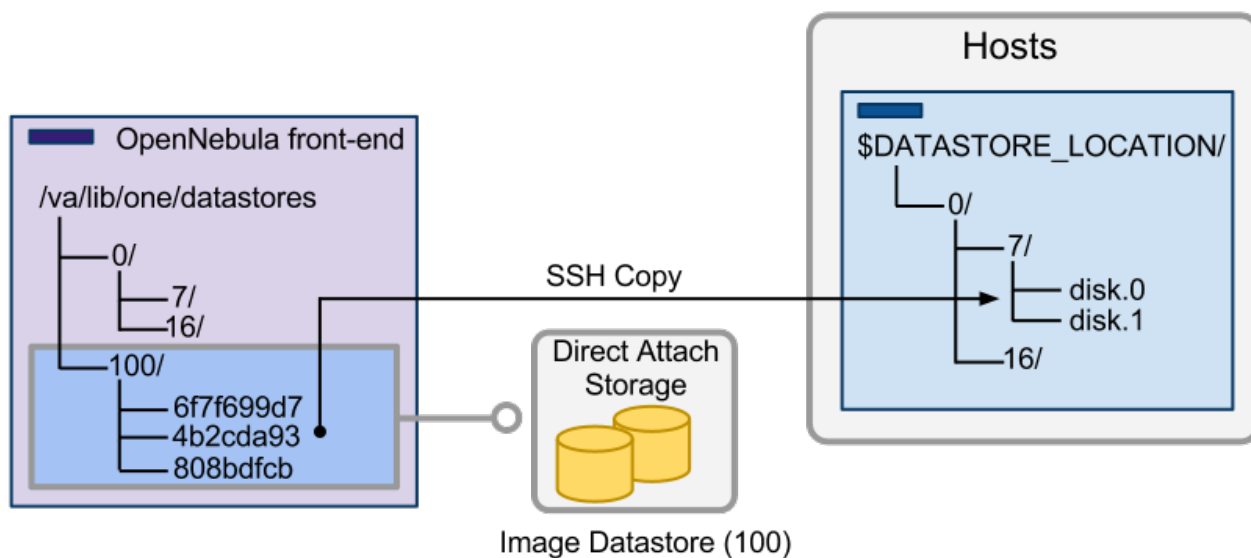 Hosts
OpenNebula front-end
/va/lib/one/datastores
0/
7/
16/
100/
6f7f699d7
4b2cda93
808bdfcb
SSH Copy
Direct Attach
Storage
Image Datastore (100)
$DATASTORE_LOCATION/
0/
7/
disk.0
disk.1
16/